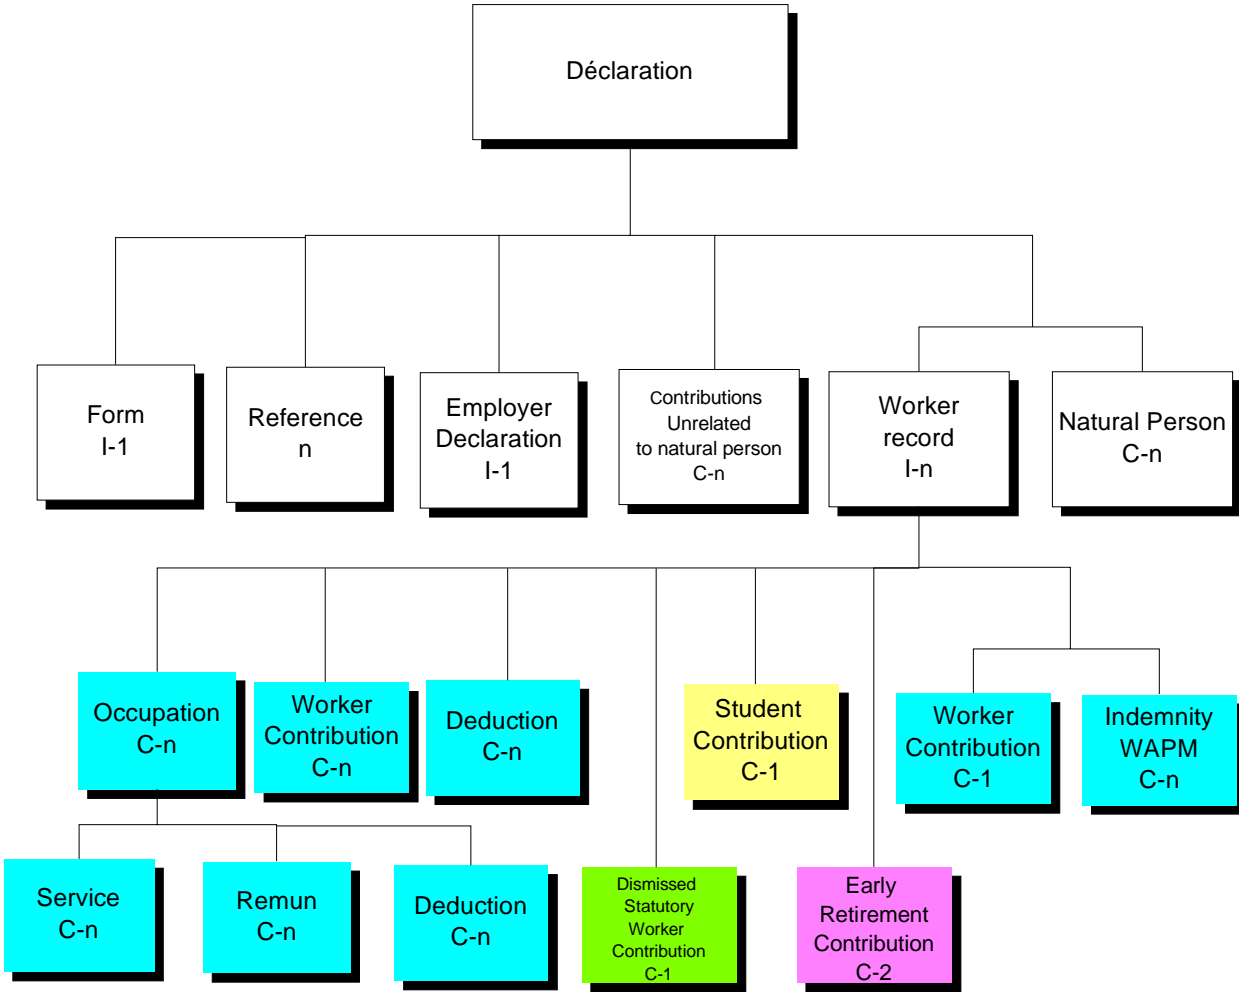 Déclaration
Form
I-1
Reference
n
Employer
Declaration
I-1
Contributions
Unrelated
to natural person
C-n
Worker
record
I-n
Natural Person
C-n
Occupation
C-n
Worker
Contribution
C-n
Deduction
C-n
Student
Contribution
C-1
Worker
Contribution
C-1
Indemnity
WAPM
C-n
Service
C-n
Remun
C-n
Deduction
C-n
Dismissed
Statutory
Worker
Contribution
C-1
Early
Retirement
Contribution
C-2